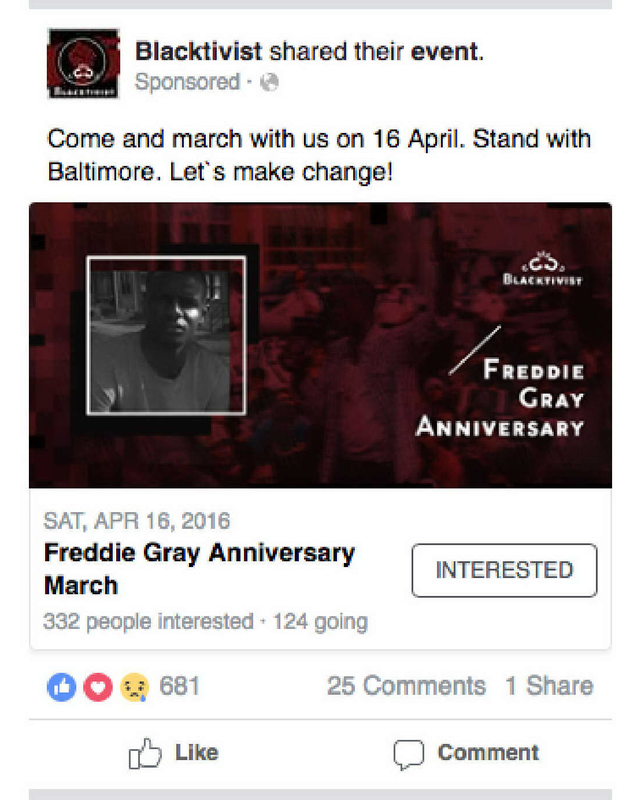 Blacktivist shared their event.
Sponsored ·
Come and march with us on 16 April. Stand with
Baltimore. Let`s make change!
BLACKTIVIST
FREDDIE
GRAY
ANNIVERSARY
SAT, APR 16, 2016
Freddie Gray Anniversary
March
INTERESTED
332 people interested · 124 going
681
25 Comments 1 Share
Like
Comment